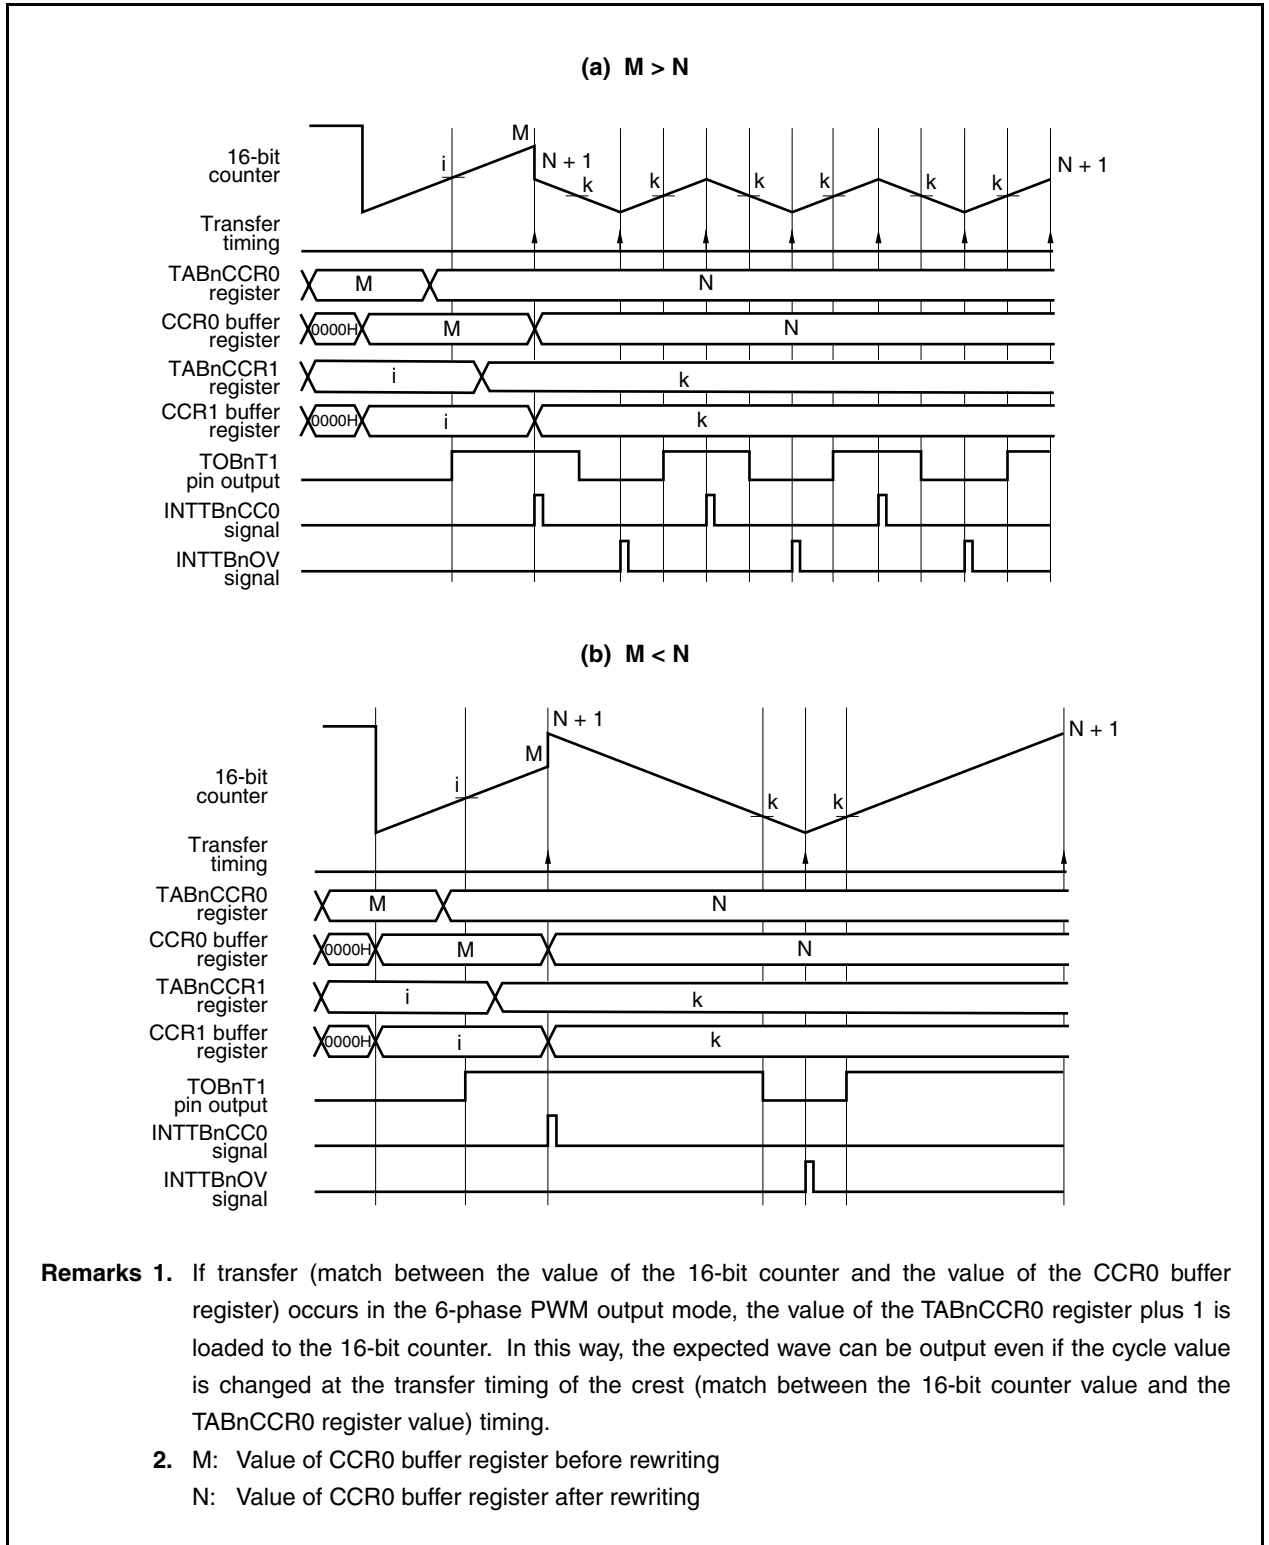 (a) M > N
M
i
N + 1
k
k
k
k
k
k
N + 1
16-bit
counter
Transfer
timing
TABnCCR0
register
M
N
CCR0 buffer
register
0000H
M
N
TABnCCR1
register
i
k
CCR1 buffer
register
0000H
i
k
TOBnT1
pin output
INTTBnCC0
signal
INTTBnOV
signal
(b) M < N
N + 1
N + 1
M
i
k
k
16-bit
counter
Transfer
timing
TABnCCR0
register
M
N
CCR0 buffer
register
0000H
M
N
TABnCCR1
register
i
k
CCR1 buffer
register
0000H
i
k
TOBnT1
pin output
INTTBnCC0
signal
INTTBnOV
signal
Remarks 1. If transfer (match between the value of the 16-bit counter and the value of the CCR0 buffer
register) occurs in the 6-phase PWM output mode, the value of the TABnCCR0 register plus 1 is
loaded to the 16-bit counter. In this way, the expected wave can be output even if the cycle value
is changed at the transfer timing of the crest (match between the 16-bit counter value and the
TABnCCR0 register value) timing.
2. M: Value of CCR0 buffer register before rewriting
N: Value of CCR0 buffer register after rewriting